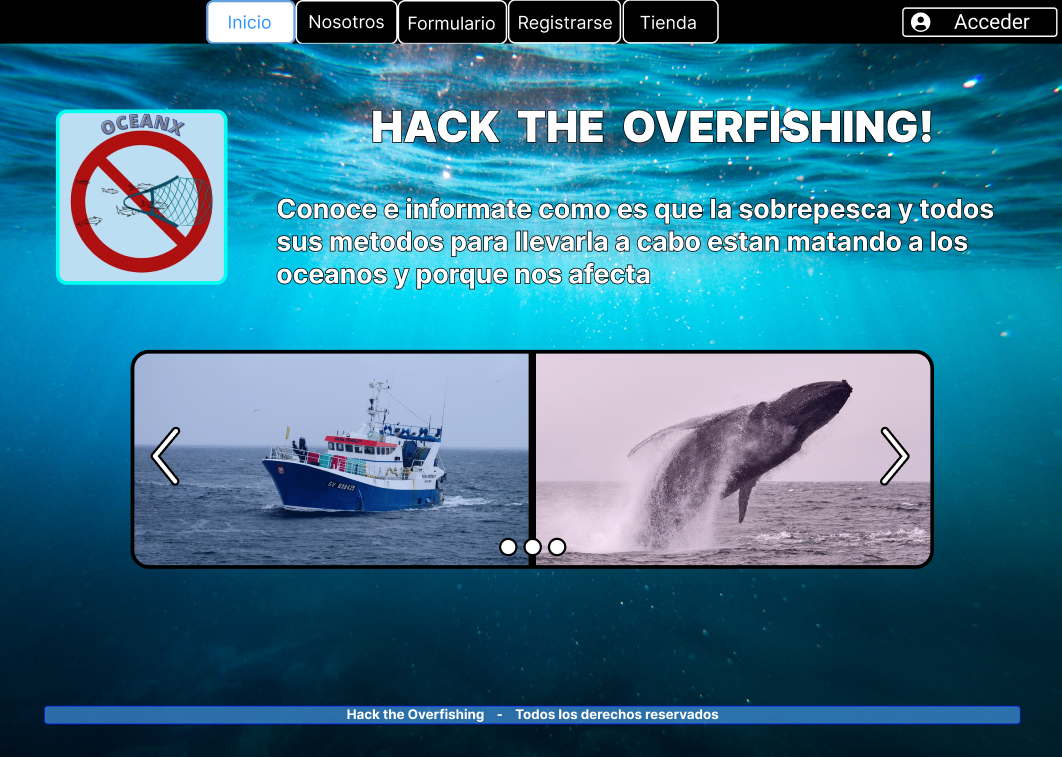 Inicio
Nosotros
Formulario
Registrarse
Tienda
Acceder
OCEANX
HACK THE OVERFISHING!
Conoce e informate como es que la sobrepesca y todos
sus metodos para llevarla a cabo estan matando a los
oceanos y porque nos afecta
Hack the Overfishing - Todos los derechos reservados